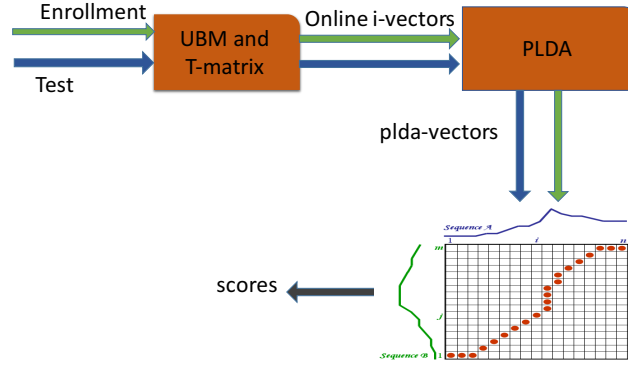 Enrollment
Online i-vectors
UBM and
T-matrix
PLDA
Test
plda-vectors
Sequence A
1 i n
m
scores
j
Sequence B 1